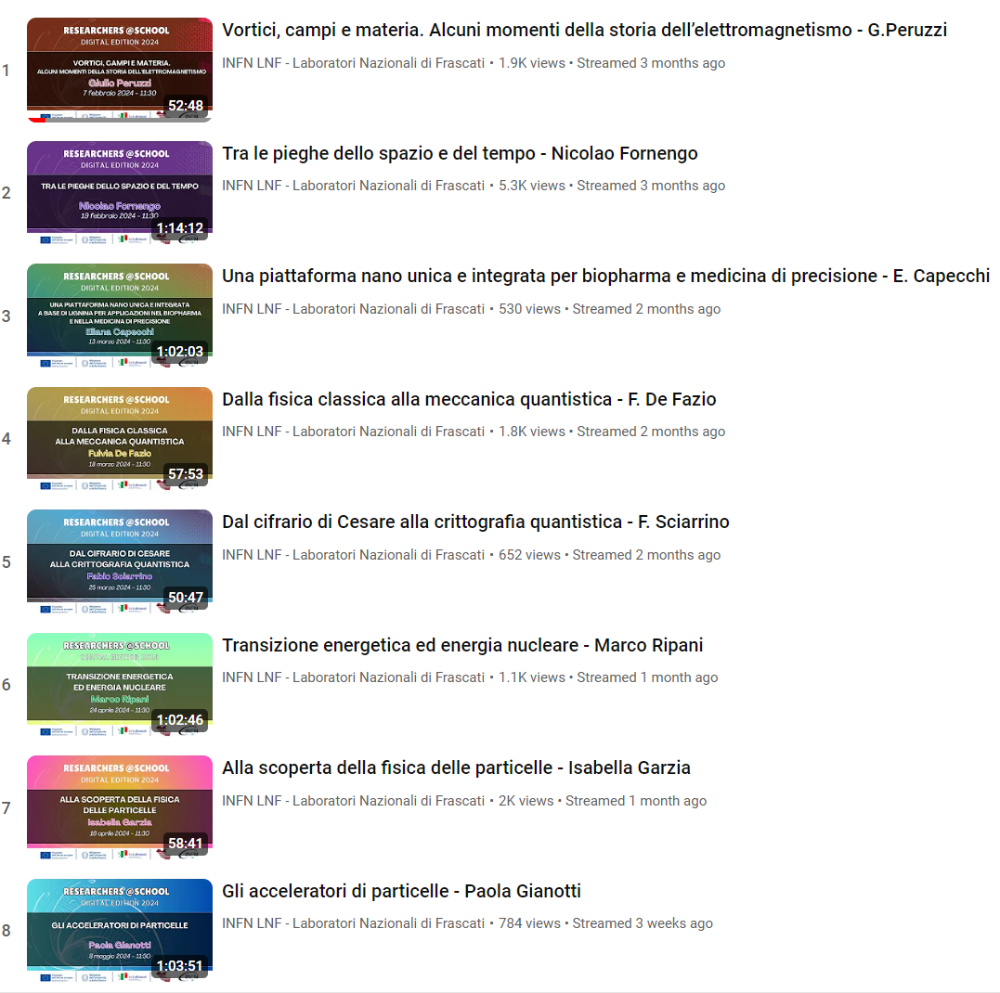 1
RESEARCHERS @SCHOOL
DIGITAL EDITION 2024
VORTICI, CAMPI E MATERIA.
ALCUNI MOMENTI DELLA STORIA DELL'ELETTROMAGNETISMO
Giulio Peruzzi
7 febbraio 2024 - 11:30
52:48
Vortici, campi e materia. Alcuni momenti della storia dell’elettromagnetismo - G.Peruzzi
INFN LNF - Laboratori Nazionali di Frascati • 1.9K views • Streamed 3 months ago
2
RESEARCHERS @SCHOOL
DIGITAL EDITION 2024
TRA LE PIEGHE DELLO SPAZIO E DEL TEMPO
Nicolao Fornengo
19 febbraio 2024 - 11:30
1:14:12
Tra le pieghe dello spazio e del tempo - Nicolao Fornengo
INFN LNF - Laboratori Nazionali di Frascati • 5.3K views • Streamed 3 months ago
3
RESEARCHERS @SCHOOL
DIGITAL EDITION 2024
UNA PIATTAFORMA NANO UNICA E INTEGRATA
A BASE DI LIGNINA PER APPLICAZIONI NEL BIOPHARMA
E NELLA MEDICINA DI PRECISIONE
Eliana Capecchi
13 marzo 2024 - 11:30
1:02:03
Una piattaforma nano unica e integrata per biopharma e medicina di precisione - E. Capecchi
INFN LNF - Laboratori Nazionali di Frascati • 530 views • Streamed 2 months ago
4
RESEARCHERS @SCHOOL
DIGITAL EDITION 2024
DALLA FISICA CLASSICA
ALLA MECCANICA QUANTISTICA
Fulvia De Fazio
18 marzo 2024 - 11:30
57:53
Dalla fisica classica alla meccanica quantistica - F. De Fazio
INFN LNF - Laboratori Nazionali di Frascati • 1.8K views • Streamed 2 months ago
5
RESEARCHERS @SCHOOL
DIGITAL EDITION 2024
DAL CIFRARIO DI CESARE
ALLA CRITTOGRAFIA QUANTISTICA
Fabio Sciarrino
25 marzo 2024 - 11:30
50:47
Dal cifrario di Cesare alla crittografia quantistica - F. Sciarrino
INFN LNF - Laboratori Nazionali di Frascati • 652 views • Streamed 2 months ago
6
RESEARCHERS @SCHOOL
DIGITAL EDITION 2024
TRANSIZIONE ENERGETICA
ED ENERGIA NUCLEARE
Marco Ripani
24 aprile 2024 - 11:30
1:02:46
Transizione energetica ed energia nucleare - Marco Ripani
INFN LNF - Laboratori Nazionali di Frascati • 1.1K views • Streamed 1 month ago
7
RESEARCHERS @SCHOOL
DIGITAL EDITION 2024
ALLA SCOPERTA DELLA FISICA
DELLE PARTICELLE
Isabella Garzia
18 aprile 2024 - 11:30
58:41
Alla scoperta della fisica delle particelle - Isabella Garzia
INFN LNF - Laboratori Nazionali di Frascati • 2K views • Streamed 1 month ago
8
RESEARCHERS @SCHOOL
DIGITAL EDITION 2024
GLI ACCELERATORI DI PARTICELLE
Paola Gianotti
8 maggio 2024 - 11:30
1:03:51
Gli acceleratori di particelle - Paola Gianotti
INFN LNF - Laboratori Nazionali di Frascati • 784 views • Streamed 3 weeks ago